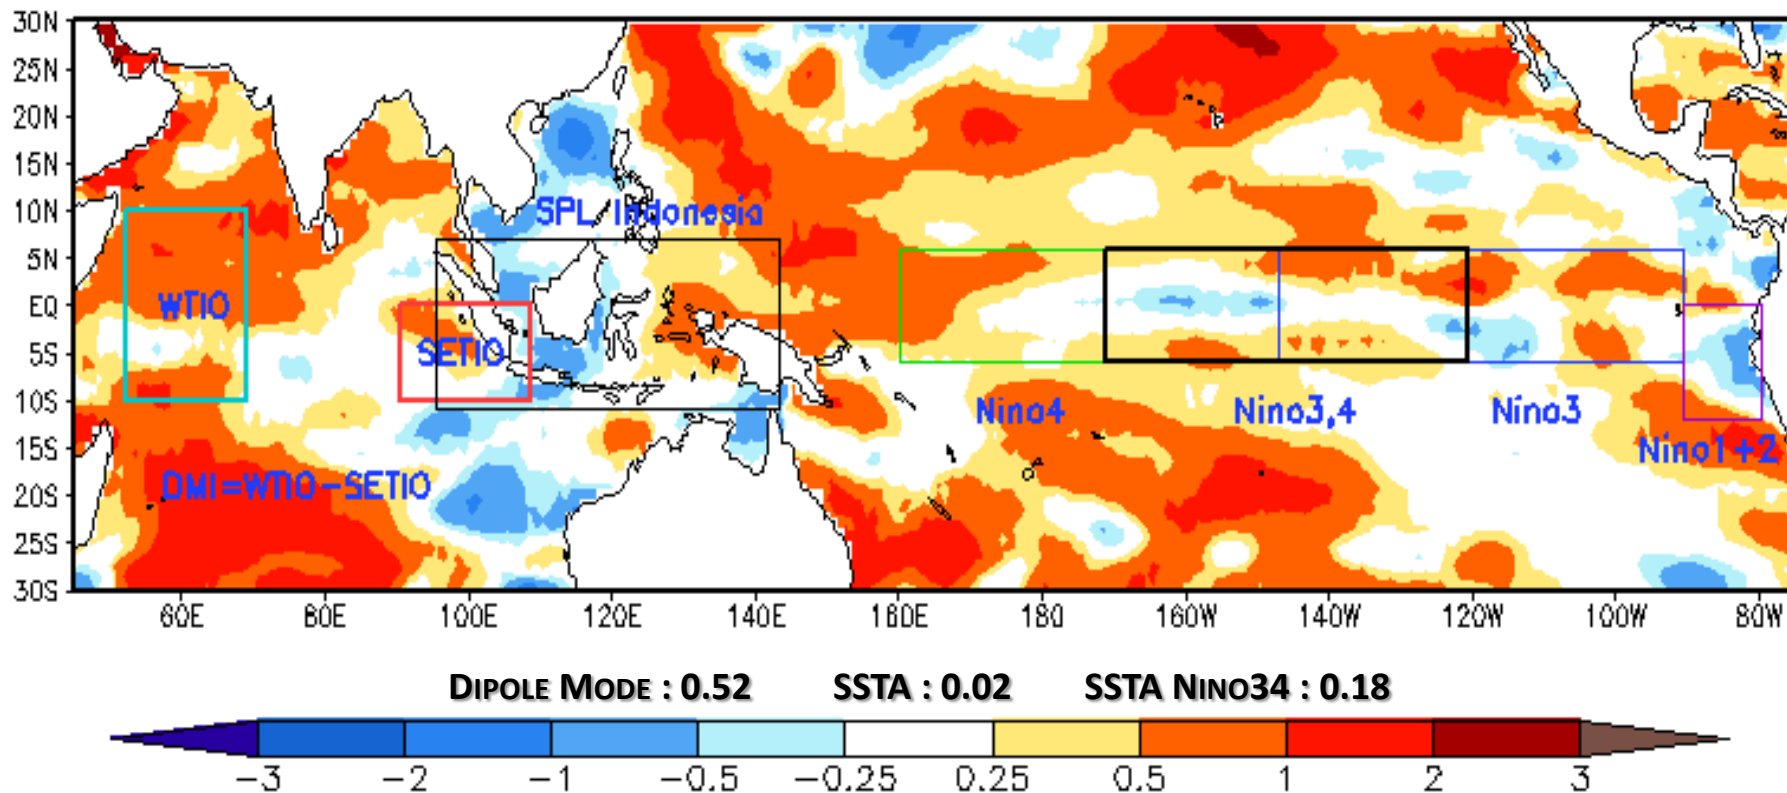 30N
25N
20N
15N
10N
5N
EQ
5S
10S
15S
20S
25S
30S
SPL Indonesia
WTIO
SETIO
Nino4
Nino3,4
Nino3
Nino1+2
DMI=WTIO-SETIO
60E 80E 100E 120E 140E 160E 180 160W 140W 120W 100W 80W
DIPOLE MODE : 0.52 SSTA : 0.02 SSTA NINO34 : 0.18
-3 -2 -1 -0.5 -0.25 0.25 0.5 1 2 3